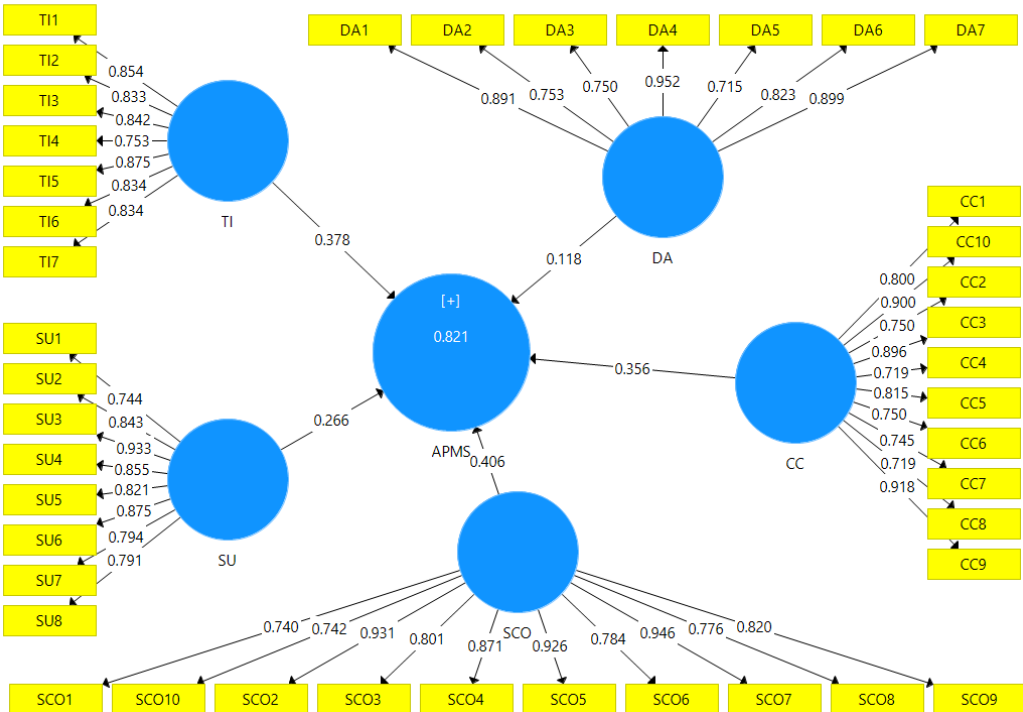 TI1
TI2
TI3
TI4
TI5
TI6
TI7
0.854
0.833
0.842
0.753
0.875
0.834
0.834
TI
0.378
DA1
DA2
DA3
DA4
DA5
DA6
DA7
0.891
0.753
0.750
0.952
0.715
0.823
0.899
DA
0.118
[+]
0.821
APMS
CC1
CC10
CC2
CC3
CC4
CC5
CC6
CC7
CC8
CC9
0.800
0.900
0.750
0.896
0.719
0.815
0.750
0.745
0.719
0.918
CC
0.356
SU1
SU2
SU3
SU4
SU5
SU6
SU7
SU8
0.744
0.843
0.933
0.855
0.821
0.875
0.794
0.791
SU
0.266
0.406
SCO
0.740
0.742
0.931
0.801
0.871
0.926
0.784
0.946
0.776
0.820
SCO1
SCO10
SCO2
SCO3
SCO4
SCO5
SCO6
SCO7
SCO8
SCO9